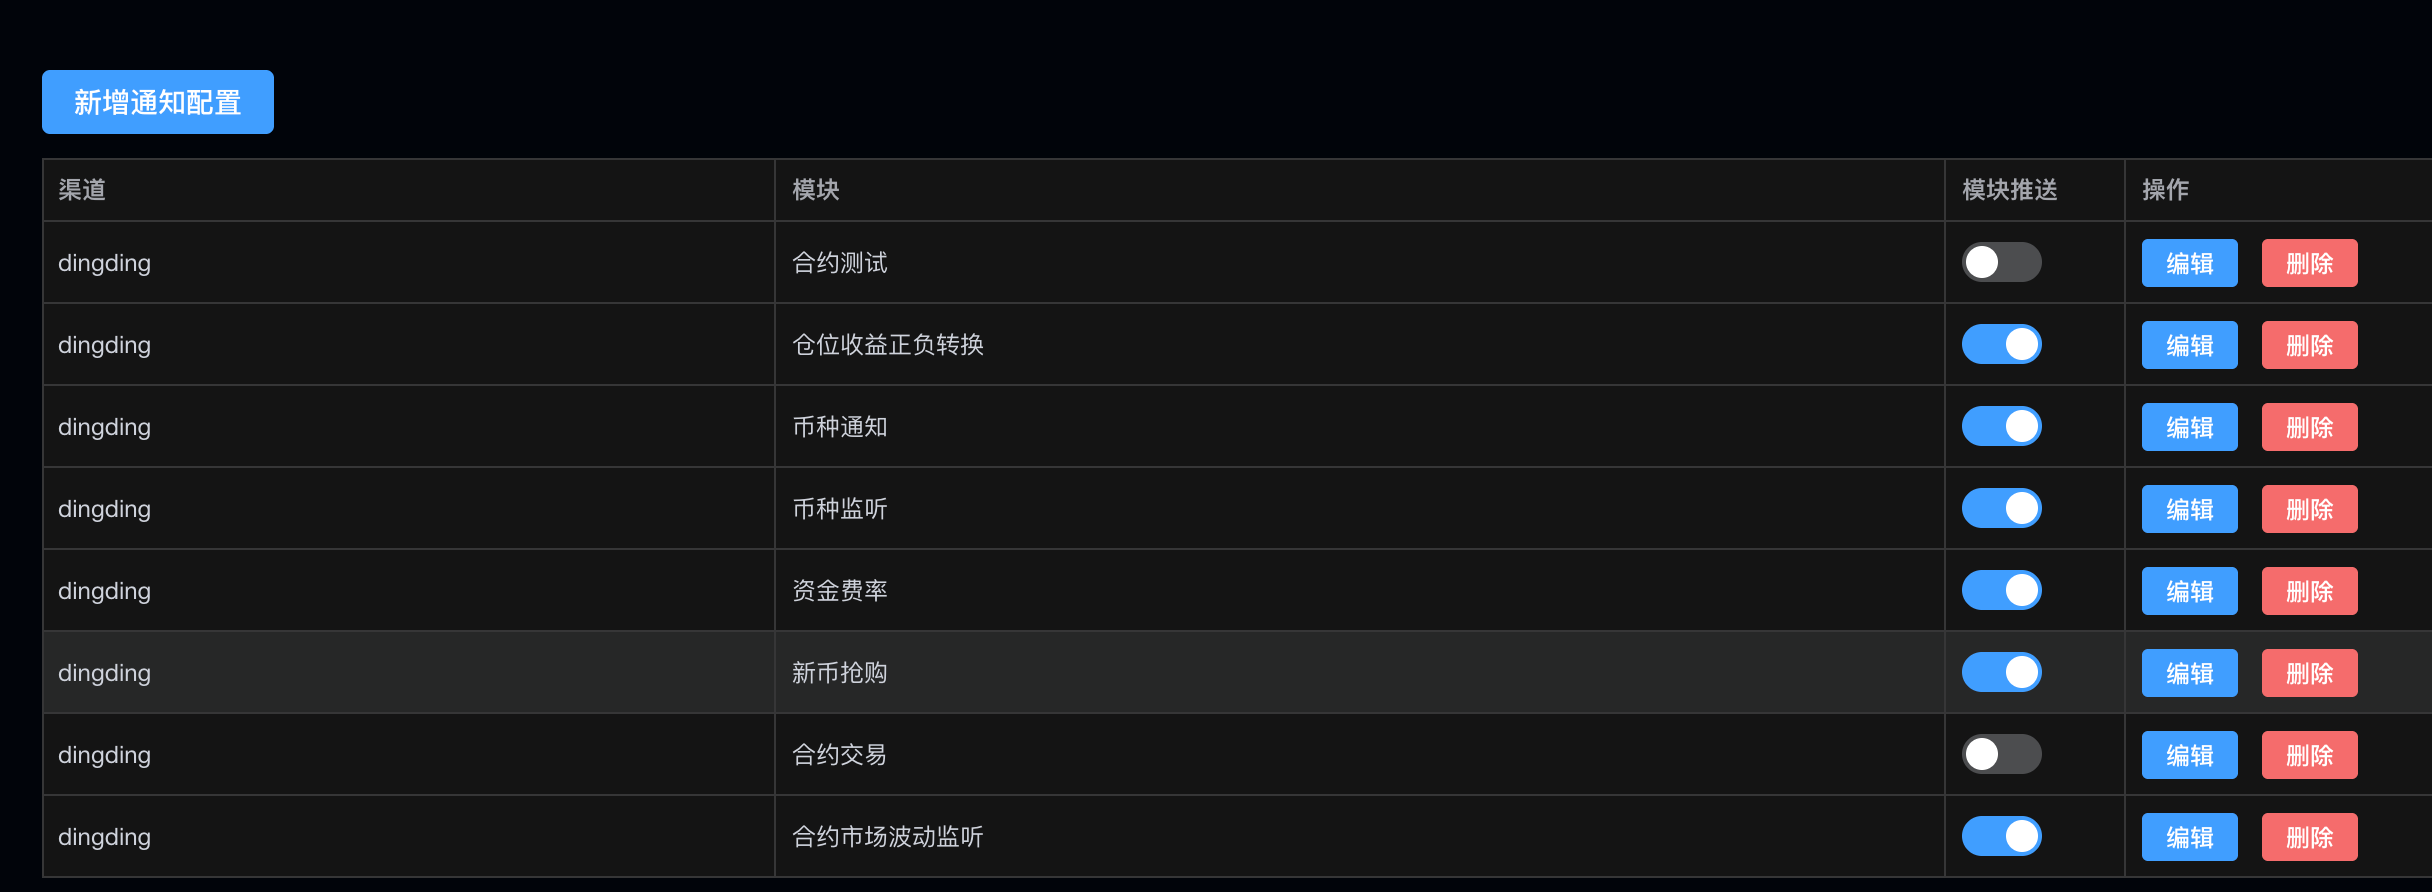 新增通知配置
渠道 模块 模块推送 操作
dingding 合约测试 编辑 删除
dingding 仓位收益正负转换 编辑 删除
dingding 币种通知 编辑 删除
dingding 币种监听 编辑 删除
dingding 资金费率 编辑 删除
dingding 新币抢购 编辑 删除
dingding 合约交易 编辑 删除
dingding 合约市场波动监听 编辑 删除